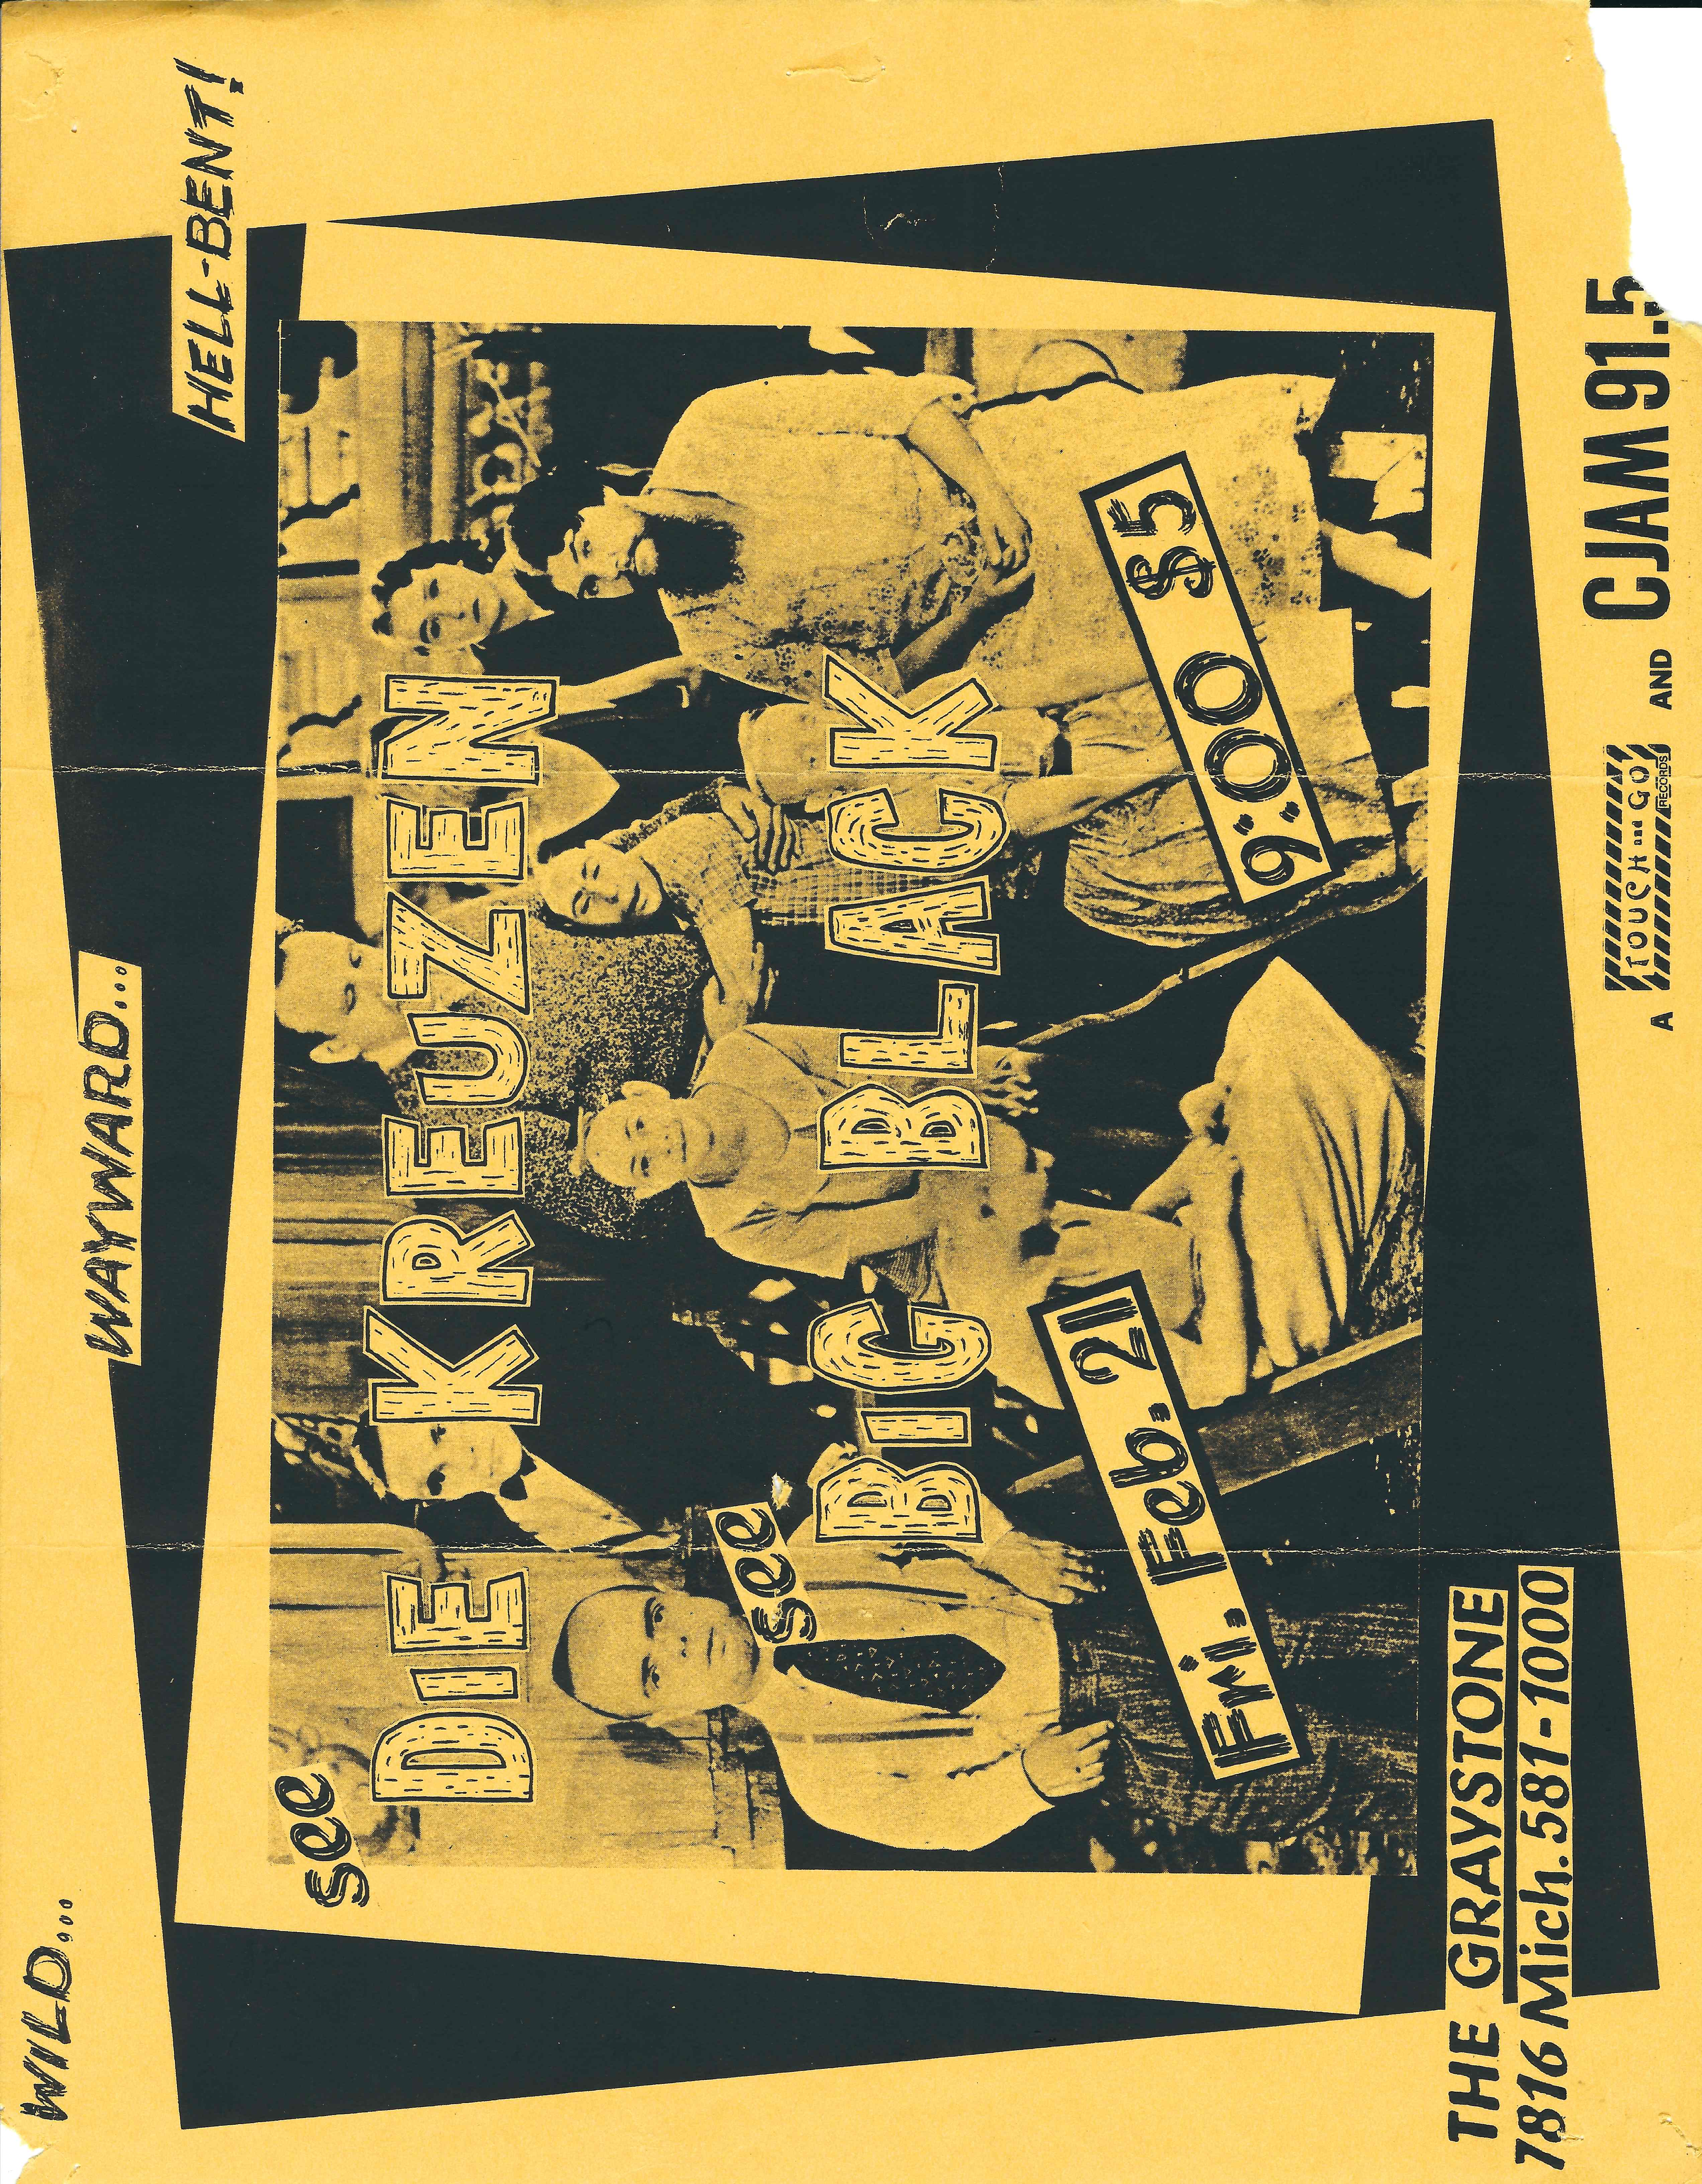 WILD...
WAYWARD...
HELL-BENT!
see
DIE KREUZEN
see
BIG BLACK
Fri. Feb. 21
9:00 $5
THE GRAYSTONE
7816 Mich. 581-1000
A TOUCH and GO RECORDS AND CJAM 91.5